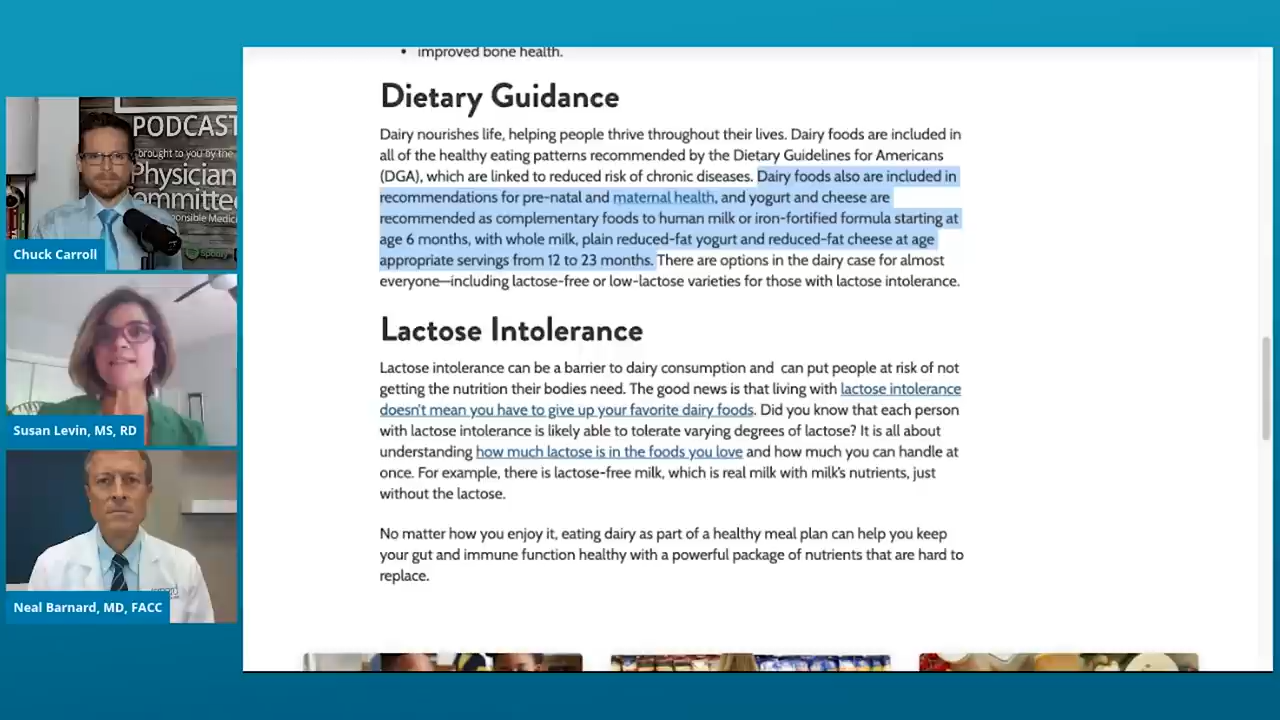 PODCAST
brought to you by the
Physician
ommittee
sponsible Medic
Chuck Carroll
Susan Levin, MS, RD
Neal Barnard, MD, FACC
• improved bone health.
Dietary Guidance
Dairy nourishes life, helping people thrive throughout their lives. Dairy foods are included in
all of the healthy eating patterns recommended by the Dietary Guidelines for Americans
(DGA), which are linked to reduced risk of chronic diseases. Dairy foods also are included in
recommendations for pre-natal and maternal health, and yogurt and cheese are
recommended as complementary foods to human milk or iron-fortified formula starting at
age 6 months, with whole milk, plain reduced-fat yogurt and reduced-fat cheese at age
appropriate servings from 12 to 23 months. There are options in the dairy case for almost
everyone—including lactose-free or low-lactose varieties for those with lactose intolerance.
Lactose Intolerance
Lactose intolerance can be a barrier to dairy consumption and can put people at risk of not
getting the nutrition their bodies need. The good news is that living with lactose intolerance
doesn't mean you have to give up your favorite dairy foods. Did you know that each person
with lactose intolerance is likely able to tolerate varying degrees of lactose? It is all about
understanding how much lactose is in the foods you love and how much you can handle at
once. For example, there is lactose-free milk, which is real milk with milk's nutrients, just
without the lactose.
No matter how you enjoy it, eating dairy as part of a healthy meal plan can help you keep
your gut and immune function healthy with a powerful package of nutrients that are hard to
replace.